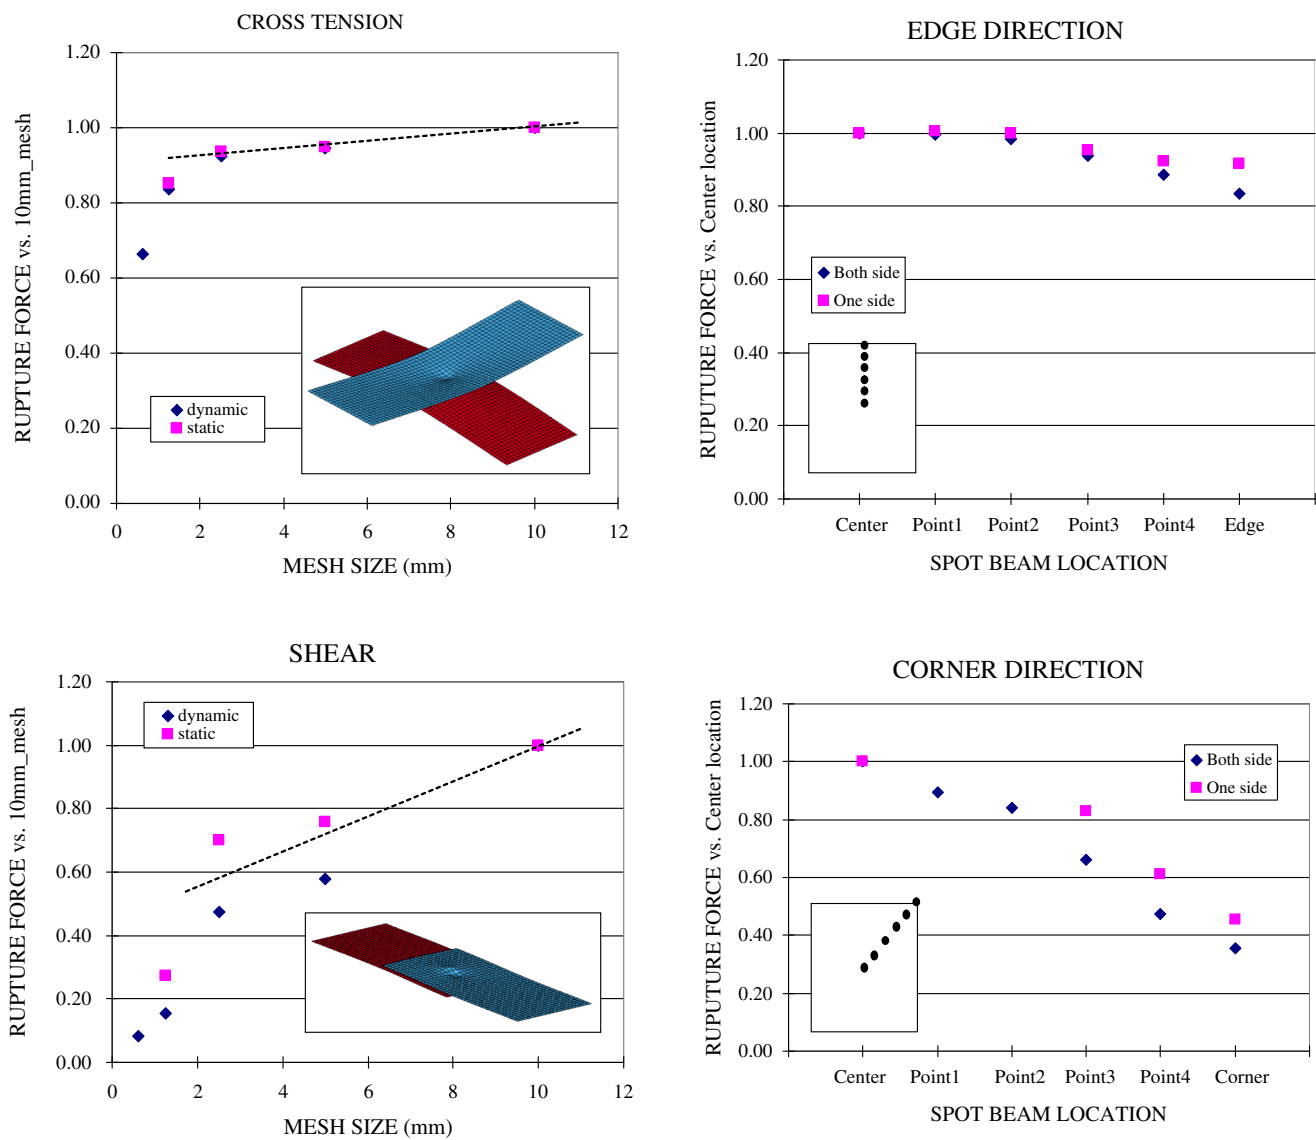 CROSS TENSION
RUPTURE FORCE vs. 10mm_mesh
1.20
1.00
0.80
0.60
0.40
0.20
0.00
dynamic
static
0 2 4 6 8 10 12
MESH SIZE (mm)
EDGE DIRECTION
RUPUTURE FORCE vs. Center location
1.20
1.00
0.80
0.60
0.40
0.20
0.00
Both side
One side
Center Point1 Point2 Point3 Point4 Edge
SPOT BEAM LOCATION
SHEAR
RUPTURE FORCE vs. 10mm_mesh
1.20
1.00
0.80
0.60
0.40
0.20
0.00
dynamic
static
0 2 4 6 8 10 12
MESH SIZE (mm)
CORNER DIRECTION
RUPUTURE FORCE vs. Center location
1.20
1.00
0.80
0.60
0.40
0.20
0.00
Both side
One side
Center Point1 Point2 Point3 Point4 Corner
SPOT BEAM LOCATION